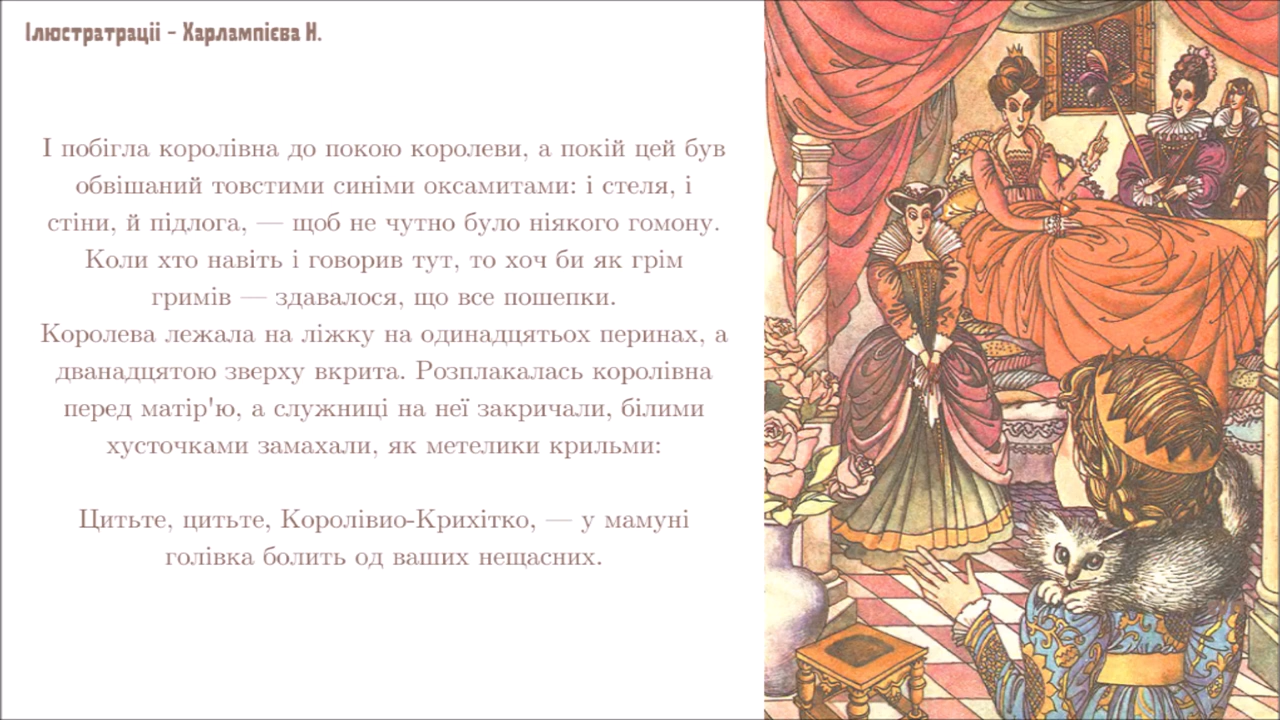 Ілюстратраціі - Харлампієва Н.
І побігла королівна до покою королеви, а покій цей був
обвішаний товстими синіми оксамитами: і стеля, і
стіни, й підлога, — щоб не чутно було ніякого гомону.
Коли хто навіть і говорив тут, то хоч би як грім
гримів — здавалося, що все пошепки.
Королева лежала на ліжку на одинадцятьох перинах, а
дванадцятою зверху вкрита. Розплакалась королівна
перед матір'ю, а служниці на неї закричали, білими
хусточками замахали, як метелики крильми:
Цитьте, цитьте, Королівио-Крихітко, — у мамуні
голівка болить од ваших нещасних.